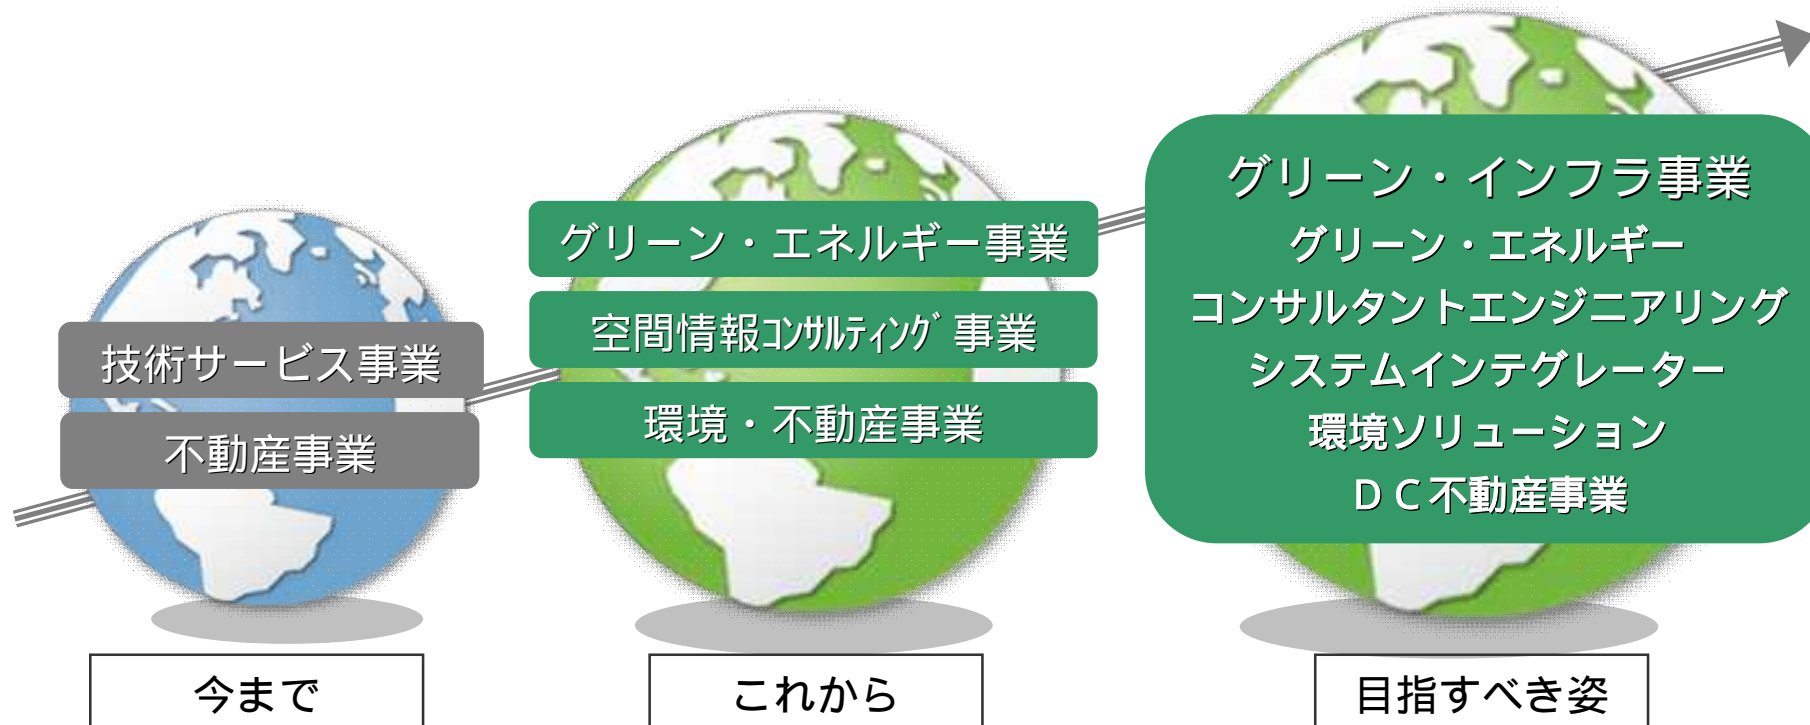 技術サービス事業
不動産事業
今まで
グリーン・エネルギー事業
空間情報ｺﾝｻﾙﾃｨﾝｸﾞ事業
環境・不動産事業
これから
グリーン・インフラ事業
グリーン・エネルギー
コンサルタントエンジニアリング
システムインテグレーター
環境ソリューション
ＤＣ不動産事業
目指すべき姿